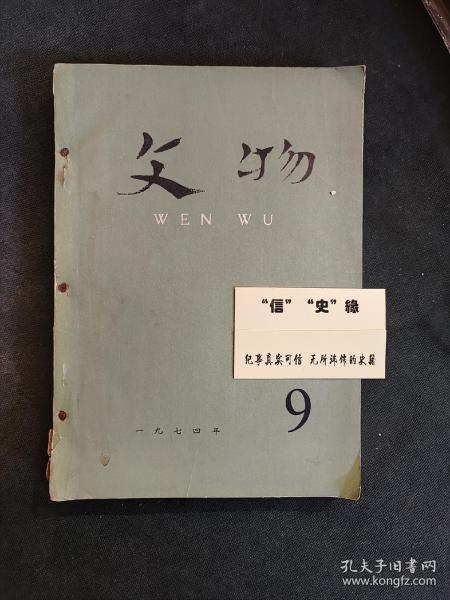 文物
WEN WU
“信” “史”缘
纪事真实可信 无所讳饰的史籍
9
一九七四年
孔夫子旧书网
www.kongfz.com